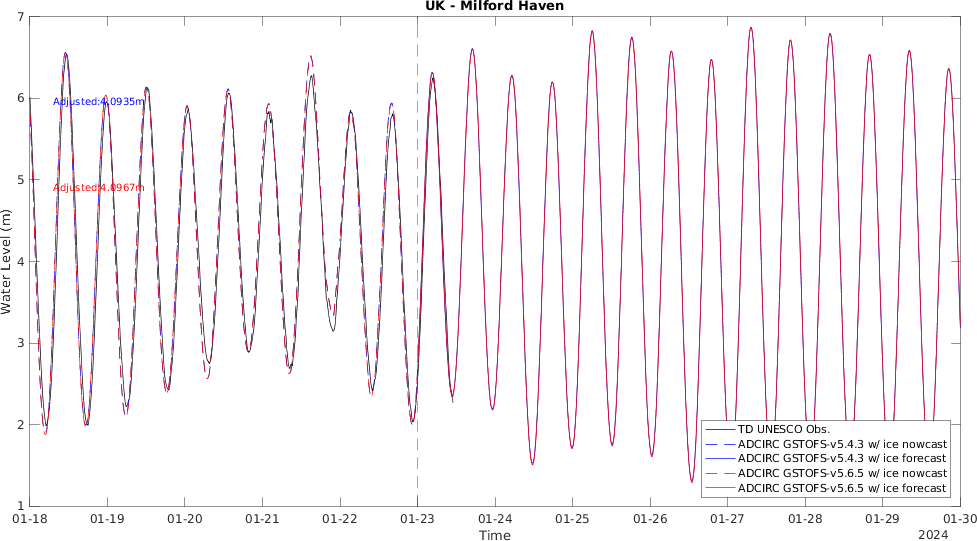 UK - Milford Haven
7
6
5
4
3
2
1
Water Level (m)
Adjusted:4.0935m
Adjusted:4.0967m
TD UNESCO Obs.
ADCIRC GSTOFS-v5.4.3 w/ ice nowcast
ADCIRC GSTOFS-v5.4.3 w/ ice forecast
ADCIRC GSTOFS-v5.6.5 w/ ice nowcast
ADCIRC GSTOFS-v5.6.5 w/ ice forecast
01-18 01-19 01-20 01-21 01-22 01-23 01-24 01-25 01-26 01-27 01-28 01-29 01-30
Time
2024